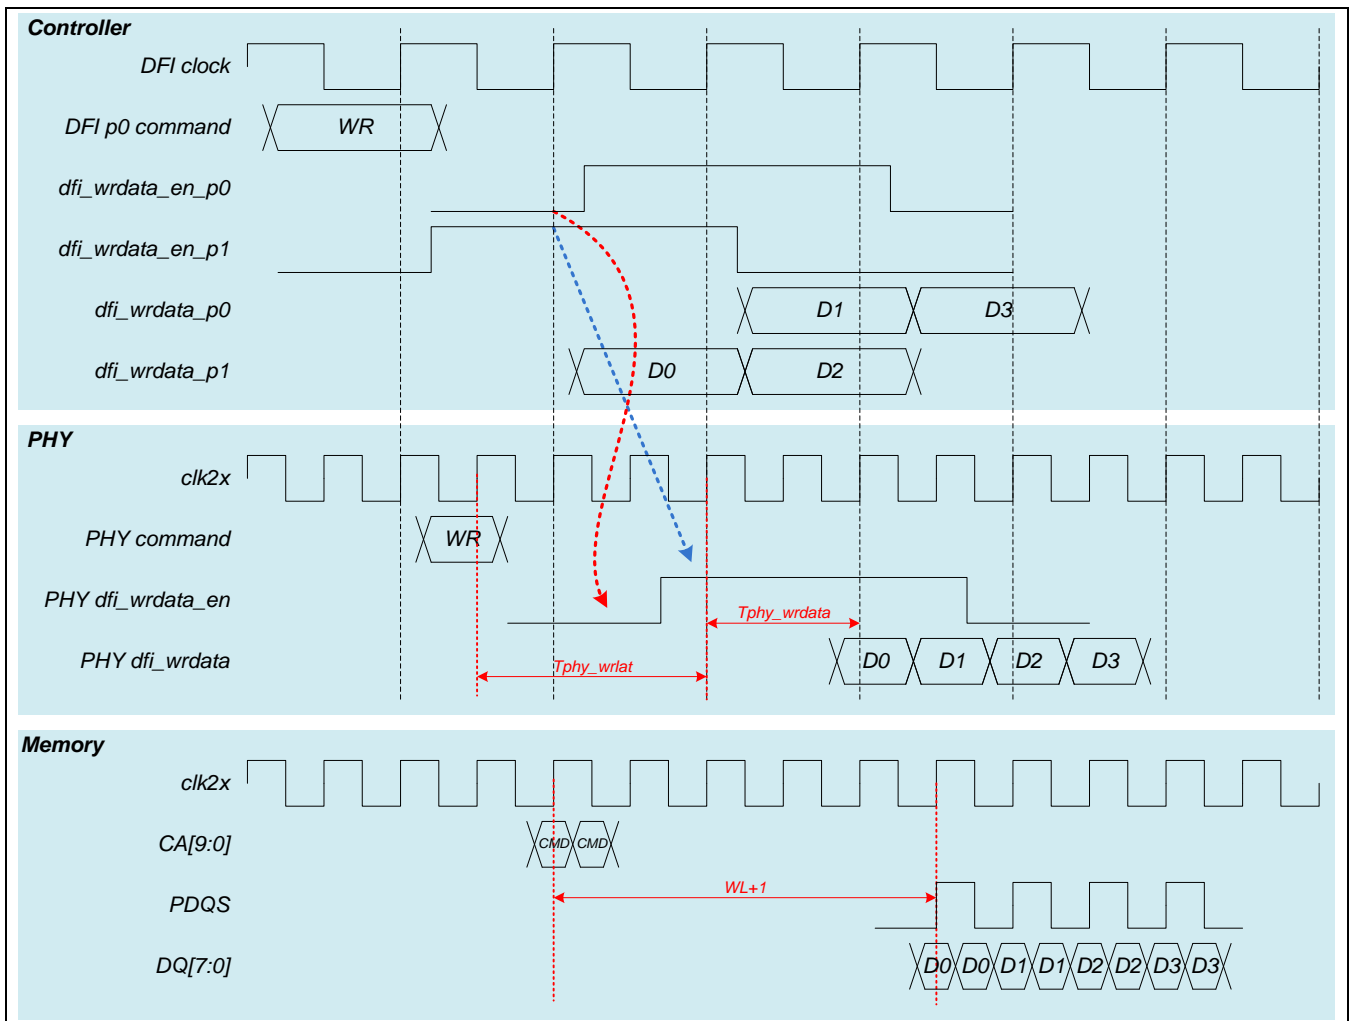 Controller
DFI clock
DFI p0 command
WR
dfi_wrdata_en_p0
dfi_wrdata_en_p1
dfi_wrdata_p0
D1 D3
dfi_wrdata_p1
D0 D2
PHY
clk2x
PHY command
WR
PHY dfi_wrdata_en
Tphy_wrdata
PHY dfi_wrdata
D0 D1 D2 D3
Tphy_wrlat
Memory
clk2x
CA[9:0]
CMD CMD
WL+1
PDQS
DQ[7:0]
D0 D0 D1 D1 D2 D2 D3 D3